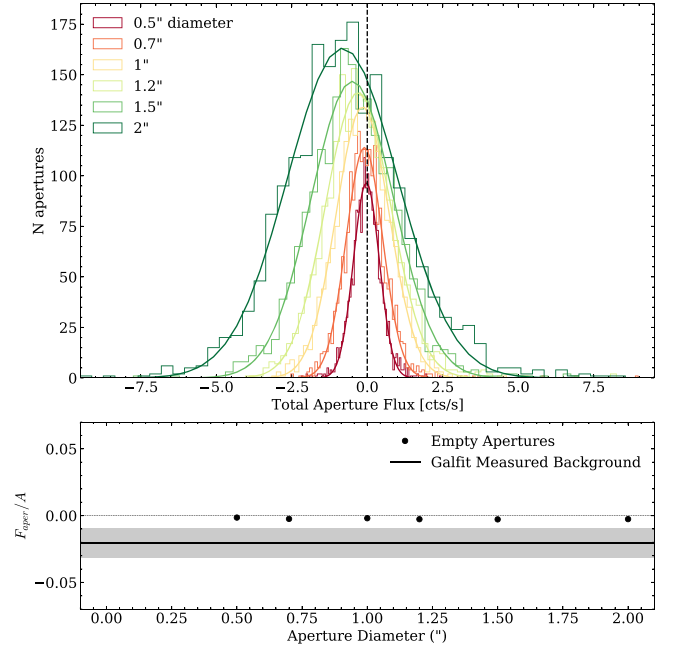 0.5" diameter
0.7"
1"
1.2"
1.5"
2"
N apertures
175
150
125
100
75
50
25
0
−7.5 −5.0 −2.5 0.0 2.5 5.0 7.5
Total Aperture Flux [cts/s]
Empty Apertures
Galfit Measured Background
F_aper/A
0.05
0.00
−0.05
0.00 0.25 0.50 0.75 1.00 1.25 1.50 1.75 2.00
Aperture Diameter (")